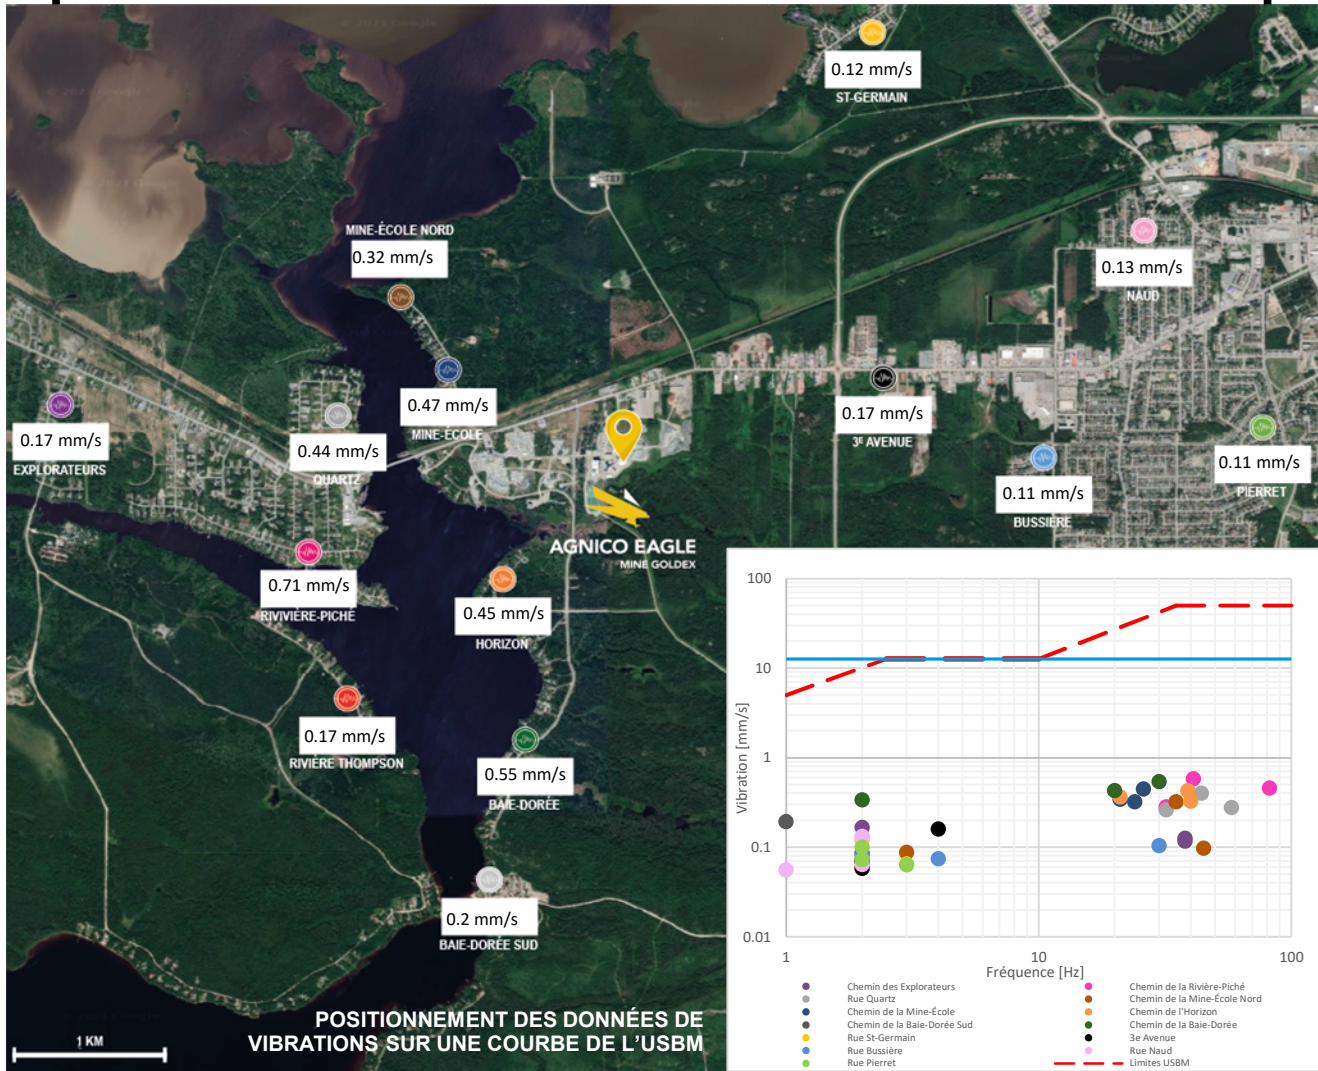 0.12 mm/s
ST-GERMAIN
MINE-ÉCOLE NORD
0.32 mm/s
0.13 mm/s
NAUD
0.47 mm/s
MINE-ÉCOLE
0.17 mm/s
EXPLORATEURS
0.44 mm/s
QUARTZ
0.17 mm/s
3E AVENUE
0.11 mm/s
PIERRET
0.11 mm/s
BUSSIÈRE
AGNICO EAGLE
MINE GOLDEX
0.71 mm/s
RIVIVIÈRE-PICHÉ
0.45 mm/s
HORIZON
0.17 mm/s
RIVIÈRE THOMPSON
0.55 mm/s
BAIE-DORÉE
0.2 mm/s
BAIE-DORÉE SUD
POSITIONNEMENT DES DONNÉES DE
VIBRATIONS SUR UNE COURBE DE L'USBM
1 KM
Vibration [mm/s]
100
10
1
0.1
0.01
1
10
100
Fréquence [Hz]
Chemin des Explorateurs
Chemin de la Rivière-Piché
Rue Quartz
Chemin de la Mine-École Nord
Chemin de la Mine-École
Chemin de l'Horizon
Chemin de la Baie-Dorée Sud
Chemin de la Baie-Dorée
Rue St-Germain
3e Avenue
Rue Bussière
Rue Naud
Rue Pierret
Limites USBM